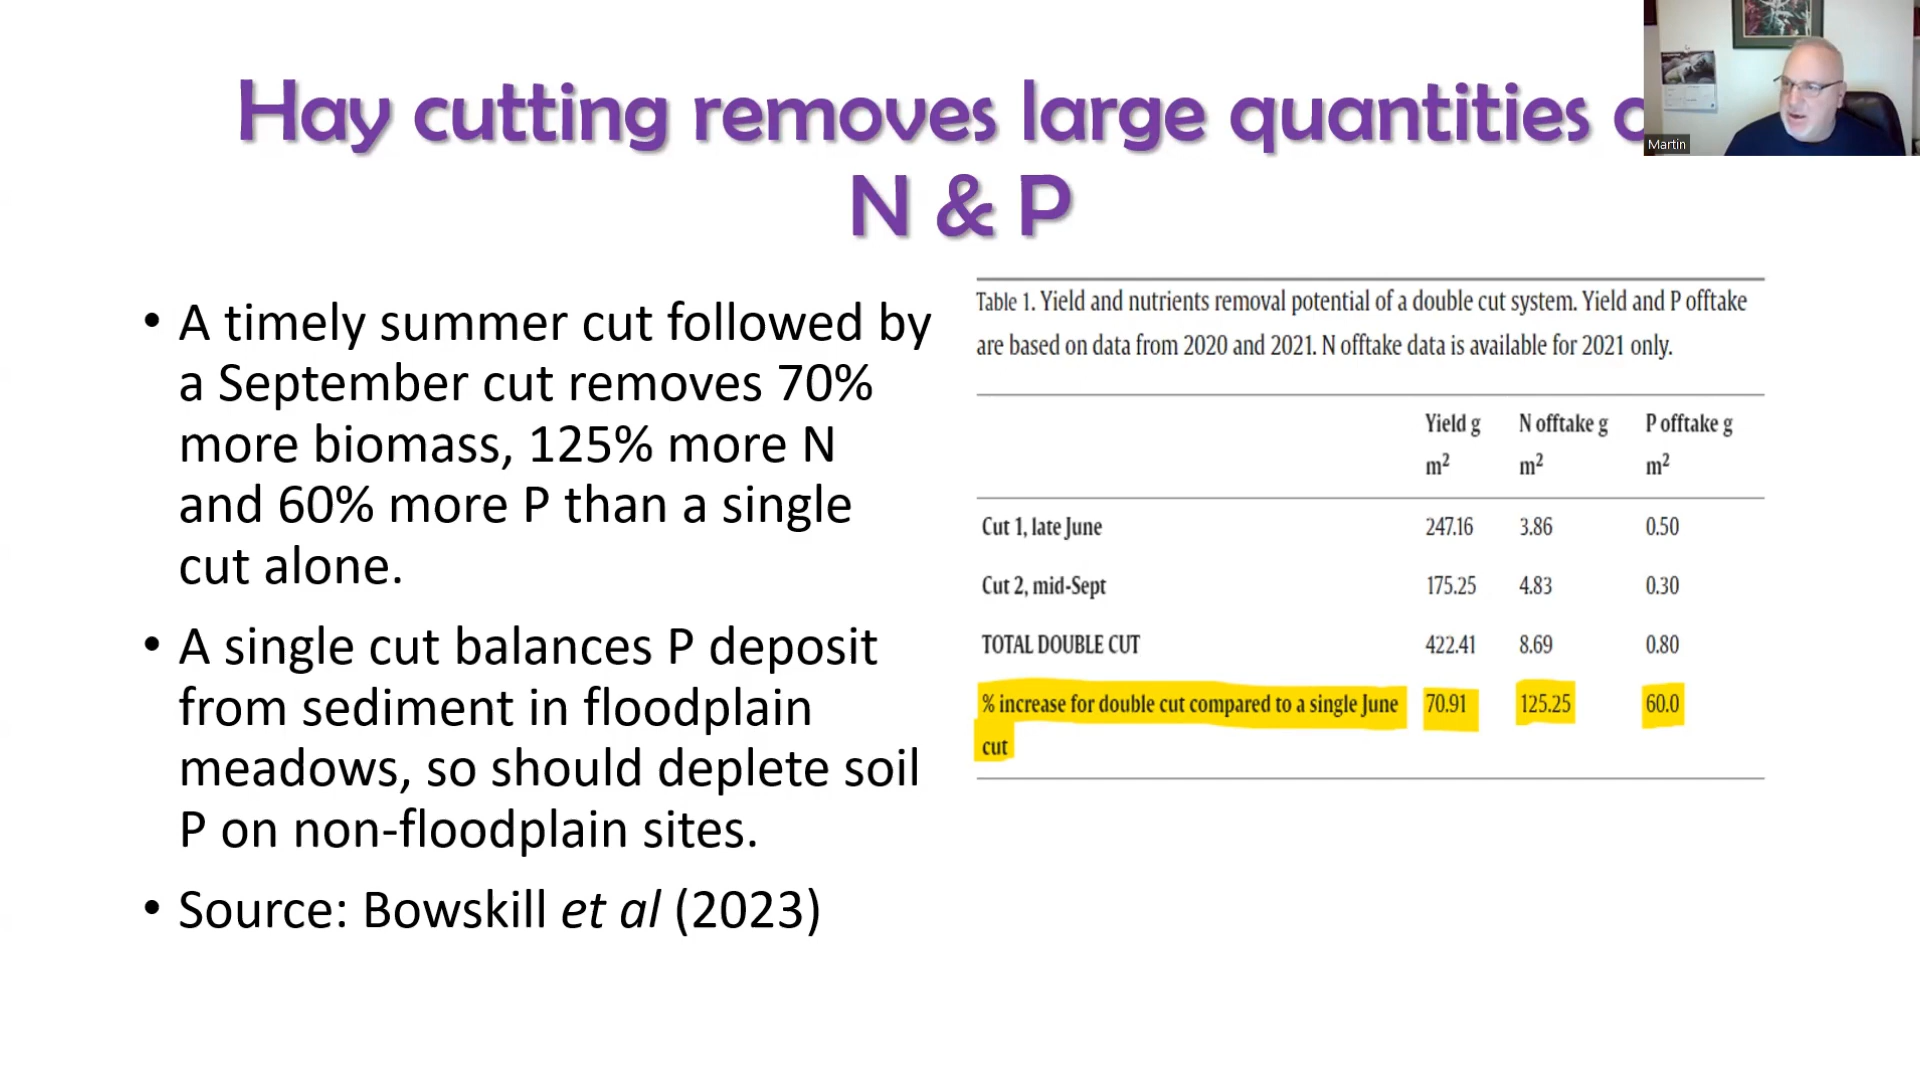 Hay cutting removes large quantities
N & P
Martin
• A timely summer cut followed by
a September cut removes 70%
more biomass, 125% more N
and 60% more P than a single
cut alone.
• A single cut balances P deposit
from sediment in floodplain
meadows, so should deplete soil
P on non-floodplain sites.
• Source: Bowskill et al (2023)
Table 1. Yield and nutrients removal potential of a double cut system. Yield and P offtake
are based on data from 2020 and 2021. N offtake data is available for 2021 only.
Yield g N offtake g P offtake g
m² m² m²
Cut 1, late June 247.16 3.86 0.50
Cut 2, mid-Sept 175.25 4.83 0.30
TOTAL DOUBLE CUT 422.41 8.69 0.80
% increase for double cut compared to a single June 70.91 125.25 60.0
cut